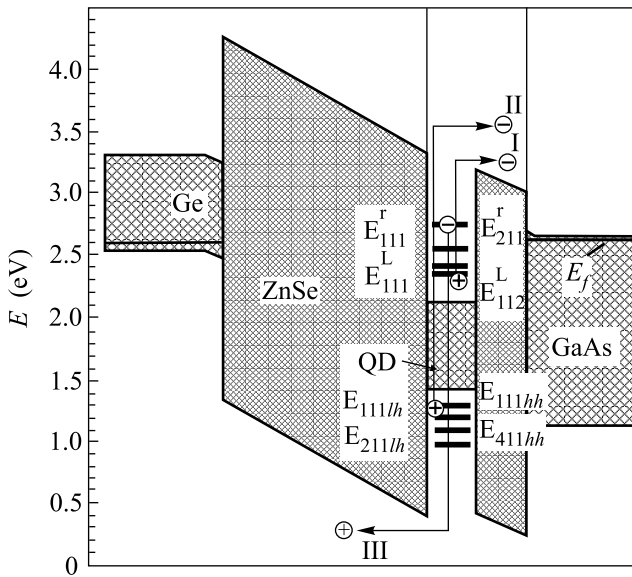 E (eV)
4.0
3.5
3.0
2.5
2.0
1.5
1.0
0.5
0
II
I
Ge
E^r_111
E^r_211
E^L_111
E^L_112
E_f
ZnSe
GaAs
QD
E_111lh
E_111hh
E_211lh
E_411hh
III